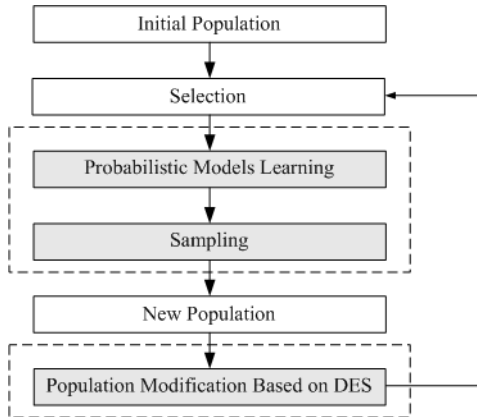 Initial Population
Selection
Probabilistic Models Learning
Sampling
New Population
Population Modification Based on DES